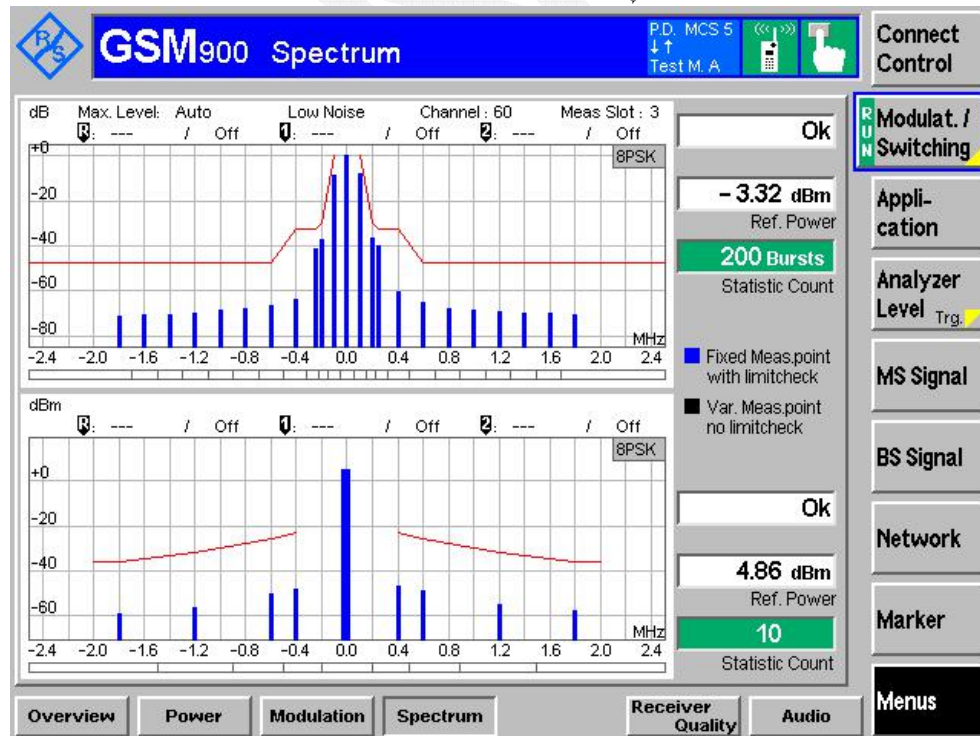 R/S
GSM900 Spectrum
P.D. MCS 5
↓↑
Test M. A
Connect
Control
dB Max. Level: Auto Low Noise Channel : 60 Meas Slot : 3
R: --- / Off 1: --- / Off 2: --- / Off
8PSK
+0
-20
-40
-60
-80
MHz
-2.4 -2.0 -1.6 -1.2 -0.8 -0.4 0.0 0.4 0.8 1.2 1.6 2.0 2.4
Ok
– 3.32 dBm
Ref. Power
200 Bursts
Statistic Count
Fixed Meas.point
with limitcheck
Var. Meas.point
no limitcheck
dBm
R: --- / Off 1: --- / Off 2: --- / Off
8PSK
+0
-20
-40
-60
MHz
-2.4 -2.0 -1.6 -1.2 -0.8 -0.4 0.0 0.4 0.8 1.2 1.6 2.0 2.4
Ok
4.86 dBm
Ref. Power
10
Statistic Count
RUN
Modulat. /
Switching
Appli-
cation
Analyzer
Level Trg.
MS Signal
BS Signal
Network
Marker
Menus
Overview Power Modulation Spectrum Receiver Quality Audio